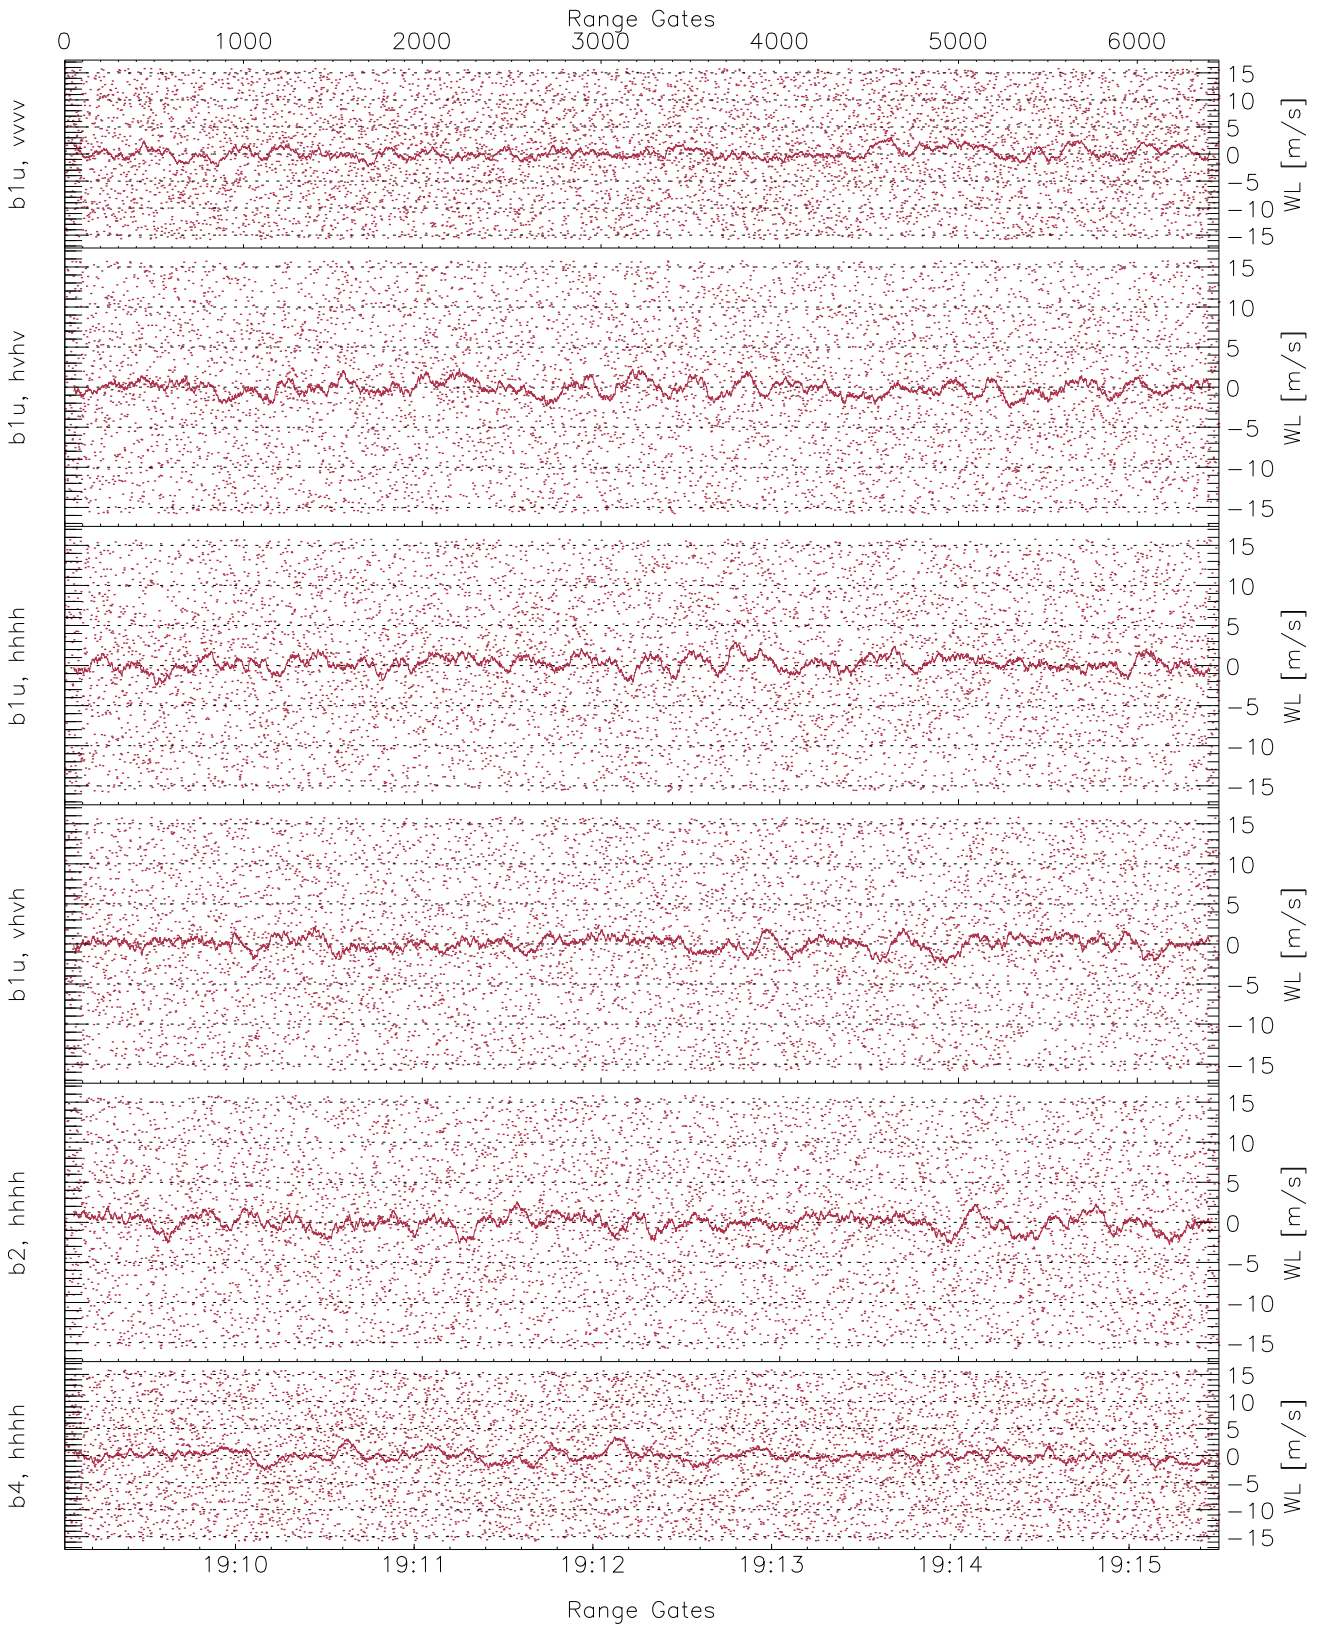 Range Gates
0 1000 2000 3000 4000 5000 6000
b1u, vvvv
15
10
5
0
−5
−10
−15
WL [m/s]
b1u, hvhv
15
10
5
0
−5
−10
−15
WL [m/s]
b1u, hhhh
15
10
5
0
−5
−10
−15
WL [m/s]
b1u, vhvh
15
10
5
0
−5
−10
−15
WL [m/s]
b2, hhhh
15
10
5
0
−5
−10
−15
WL [m/s]
b4, hhhh
15
10
5
0
−5
−10
−15
WL [m/s]
19:10 19:11 19:12 19:13 19:14 19:15
Range Gates